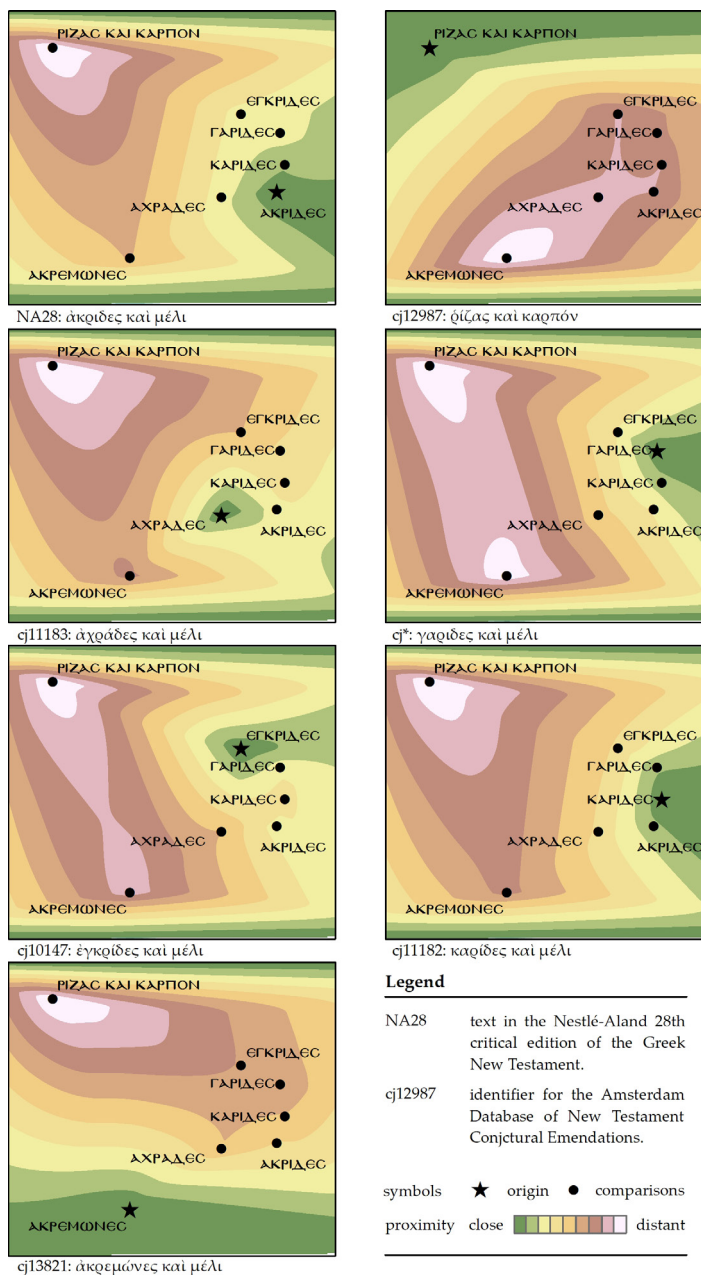 ΡΙΖΑϹ ΚΑΙ ΚΑΡΠΟΝ
ΕΓΚΡΙΔΕϹ
ΓΑΡΙΔΕϹ
ΚΑΡΙΔΕϹ
ΑΧΡΑΔΕϹ
ΑΚΡΙΔΕϹ
ΑΚΡΕΜΩΝΕϹ
NA28: ἀκριδες καὶ μέλι
ΡΙΖΑϹ ΚΑΙ ΚΑΡΠΟΝ
ΕΓΚΡΙΔΕϹ
ΓΑΡΙΔΕϹ
ΚΑΡΙΔΕϹ
ΑΧΡΑΔΕϹ
ΑΚΡΙΔΕϹ
ΑΚΡΕΜΩΝΕϹ
cj12987: ῥίζας καὶ καρπόν
ΡΙΖΑϹ ΚΑΙ ΚΑΡΠΟΝ
ΕΓΚΡΙΔΕϹ
ΓΑΡΙΔΕϹ
ΚΑΡΙΔΕϹ
ΑΧΡΑΔΕϹ
ΑΚΡΙΔΕϹ
ΑΚΡΕΜΩΝΕϹ
cj11183: ἀχράδες καὶ μέλι
ΡΙΖΑϹ ΚΑΙ ΚΑΡΠΟΝ
ΕΓΚΡΙΔΕϹ
ΓΑΡΙΔΕϹ
ΚΑΡΙΔΕϹ
ΑΧΡΑΔΕϹ
ΑΚΡΙΔΕϹ
ΑΚΡΕΜΩΝΕϹ
cj*: γαριδες καὶ μέλι
ΡΙΖΑϹ ΚΑΙ ΚΑΡΠΟΝ
ΕΓΚΡΙΔΕϹ
ΓΑΡΙΔΕϹ
ΚΑΡΙΔΕϹ
ΑΧΡΑΔΕϹ
ΑΚΡΙΔΕϹ
ΑΚΡΕΜΩΝΕϹ
cj10147: ἐγκρίδες καὶ μέλι
ΡΙΖΑϹ ΚΑΙ ΚΑΡΠΟΝ
ΕΓΚΡΙΔΕϹ
ΓΑΡΙΔΕϹ
ΚΑΡΙΔΕϹ
ΑΧΡΑΔΕϹ
ΑΚΡΙΔΕϹ
ΑΚΡΕΜΩΝΕϹ
cj11182: καρίδες καὶ μέλι
ΡΙΖΑϹ ΚΑΙ ΚΑΡΠΟΝ
ΕΓΚΡΙΔΕϹ
ΓΑΡΙΔΕϹ
ΚΑΡΙΔΕϹ
ΑΧΡΑΔΕϹ
ΑΚΡΙΔΕϹ
ΑΚΡΕΜΩΝΕϹ
cj13821: ἀκρεμώνες καὶ μέλι
Legend
NA28 text in the Nestlé-Aland 28th
critical edition of the Greek
New Testament.
cj12987 identifier for the Amsterdam
Database of New Testament
Conjctural Emendations.
symbols origin comparisons
proximity close distant